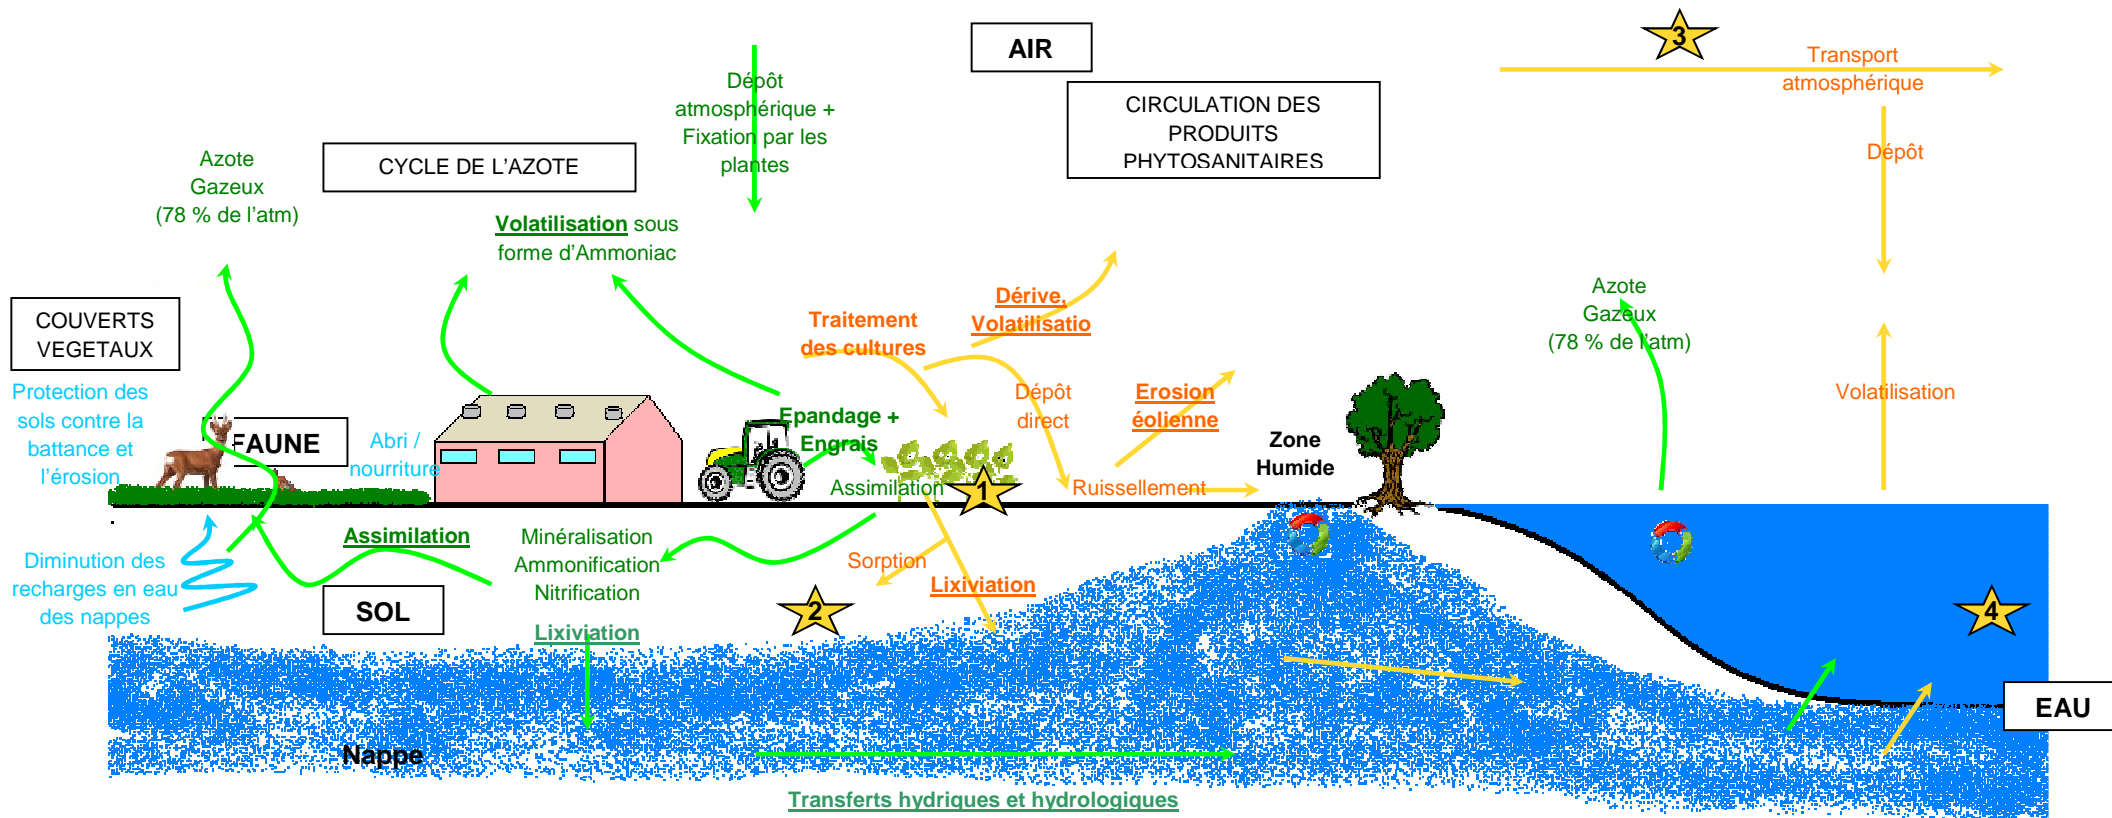 AIR
3
Transport
atmosphérique
Dépôt
atmosphérique +
Fixation par les
plantes
CIRCULATION DES
PRODUITS
PHYTOSANITAIRES
Dépôt
Azote
Gazeux
(78 % de l'atm)
CYCLE DE L'AZOTE
Volatilisation sous
forme d'Ammoniac
COUVERTS
VEGETAUX
Protection des
sols contre la
battance et
l'érosion
FAUNE
Abri /
nourriture
Traitement
des cultures
Dérive,
Volatilisatio
Dépôt
direct
Erosion
éolienne
Azote
Gazeux
(78 % de l'atm)
Volatilisation
Epandage +
Engrais
Zone
Humide
Assimilation
1
Ruissellement
Assimilation
Minéralisation
Ammonification
Nitrification
Sorption
Lixiviation
Diminution des
recharges en eau
des nappes
SOL
2
4
Lixiviation
EAU
Nappe
Transferts hydriques et hydrologiques